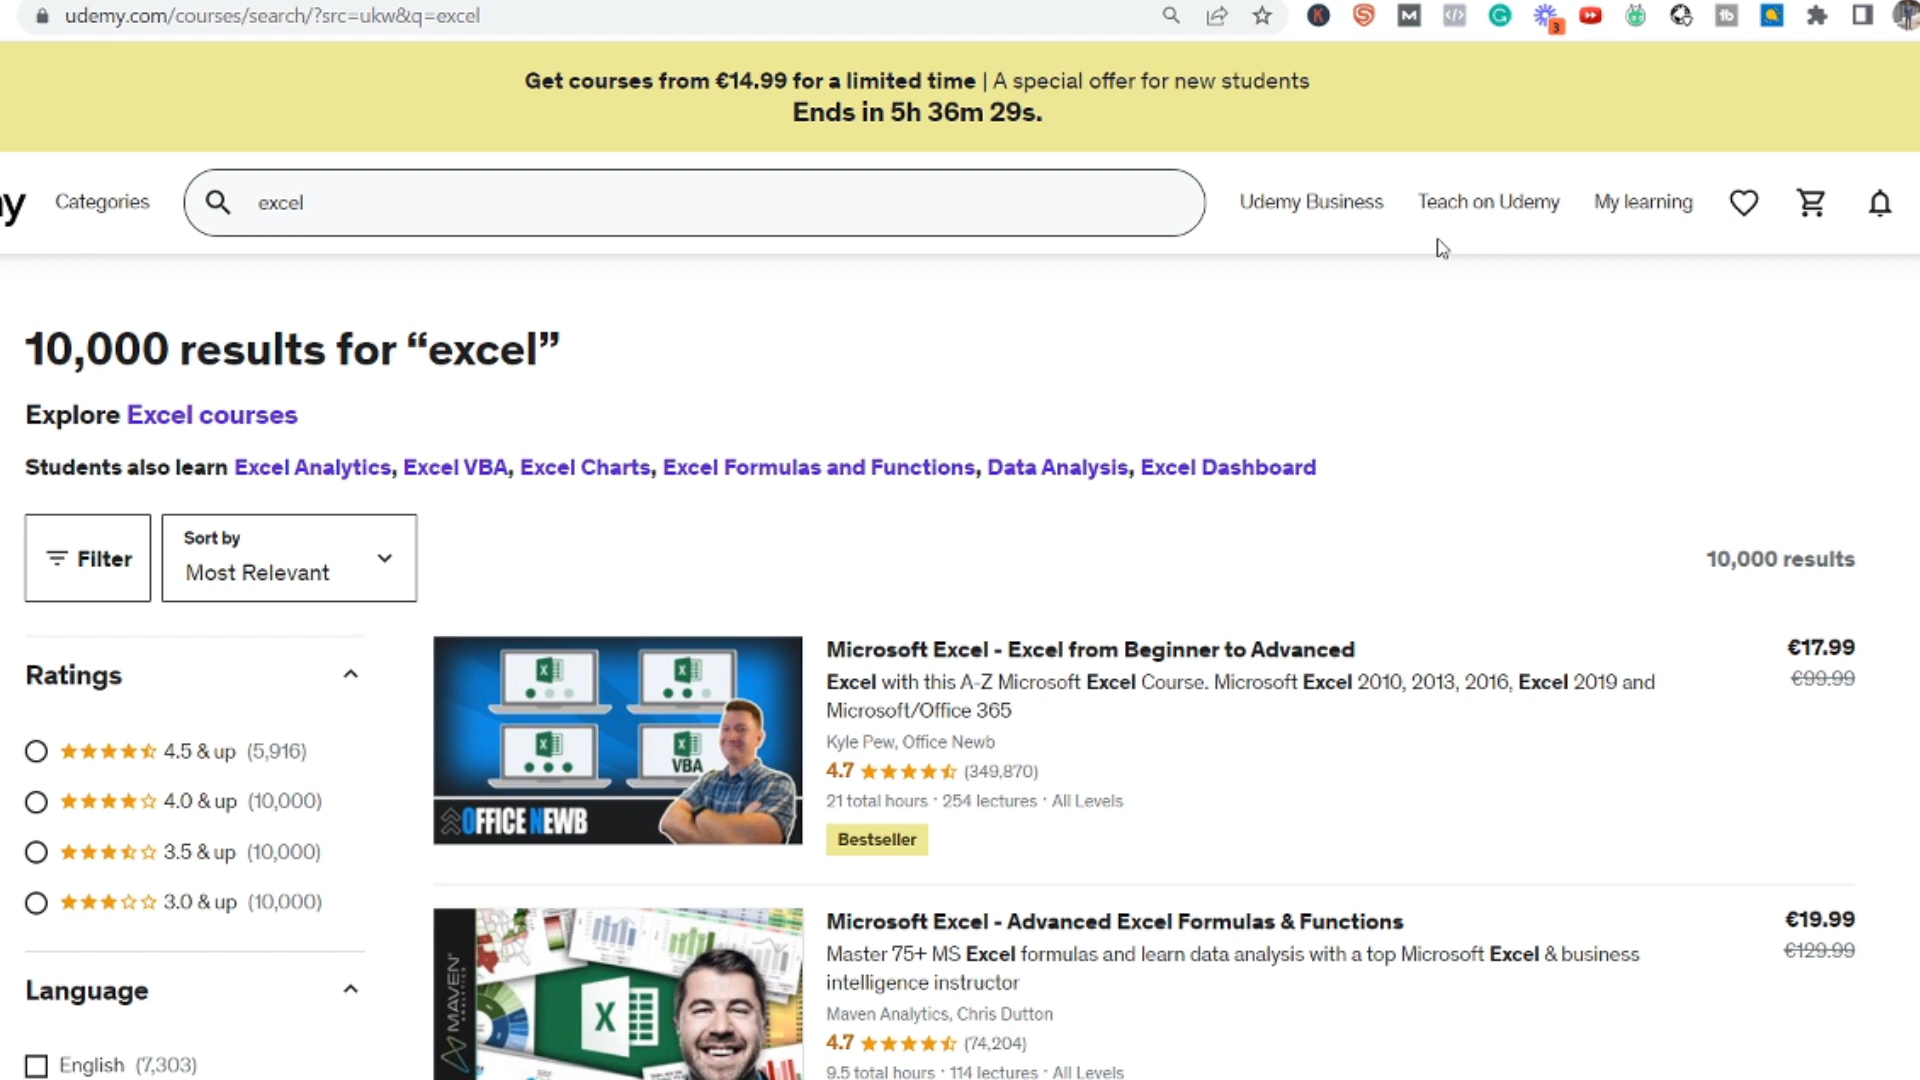 udemy.com/courses/search/?src=ukw&q=excel
3
Get courses from €14.99 for a limited time | A special offer for new students
Ends in 5h 36m 29s.
my
Categories
excel
Udemy Business
Teach on Udemy
My learning
10,000 results for “excel”
Explore Excel courses
Students also learn Excel Analytics, Excel VBA, Excel Charts, Excel Formulas and Functions, Data Analysis, Excel Dashboard
Filter
Sort by
Most Relevant
10,000 results
Ratings
4.5 & up (5,916)
4.0 & up (10,000)
3.5 & up (10,000)
3.0 & up (10,000)
Language
English (7,303)
VBA
OFFICE NEWB
Microsoft Excel - Excel from Beginner to Advanced
€17.99
Excel with this A-Z Microsoft Excel Course. Microsoft Excel 2010, 2013, 2016, Excel 2019 and
€99.99
Microsoft/Office 365
Kyle Pew, Office Newb
4.7 (349,870)
21 total hours · 254 lectures · All Levels
Bestseller
MAVEN
ANALYTICS
X
Microsoft Excel - Advanced Excel Formulas & Functions
€19.99
Master 75+ MS Excel formulas and learn data analysis with a top Microsoft Excel & business
€129.99
intelligence instructor
Maven Analytics, Chris Dutton
4.7 (74,204)
9.5 total hours · 114 lectures · All Levels